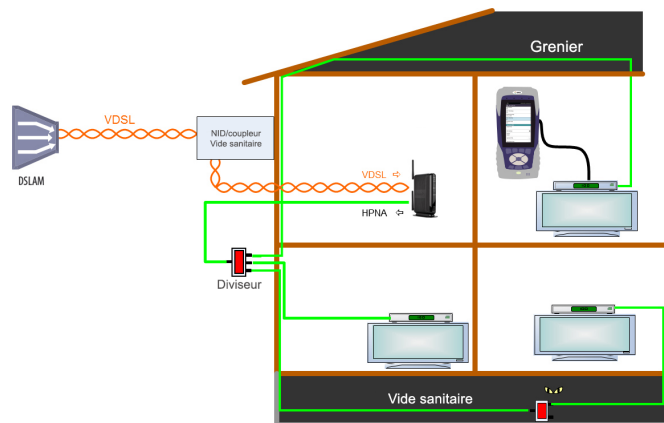 Grenier
VDSL
NID/coupleur
Vide sanitaire
DSLAM
VDSL ⇨
HPNA ⇦
Diviseur
Vide sanitaire